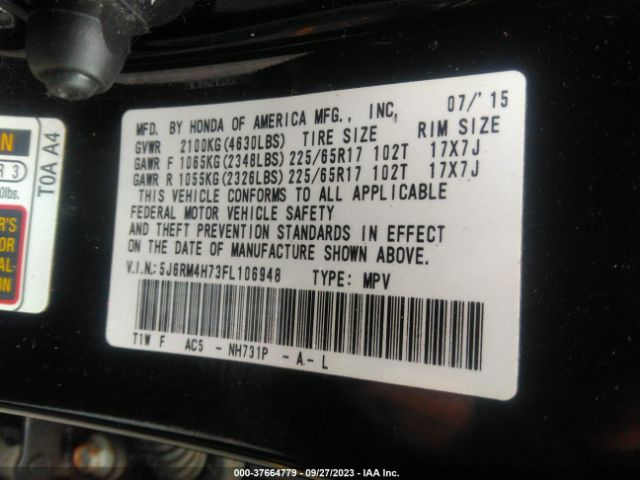 MFD. BY HONDA OF AMERICA MFG., INC, 07/'15
GVWR 2100KG(4630LBS) TIRE SIZE RIM SIZE
GAWR F 1065KG(2348LBS) 225/65R17 102T 17X7J
GAWR R 1055KG(2326LBS) 225/65R17 102T 17X7J
THIS VEHICLE CONFORMS TO ALL APPLICABLE
FEDERAL MOTOR VEHICLE SAFETY
AND THEFT PREVENTION STANDARDS IN EFFECT
ON THE DATE OF MANUFACTURE SHOWN ABOVE.
V.I.N.:5J6RM4H73FL106948 TYPE: MPV
T1W F AC5 - NH731P - A - L
T0A A4
R 3
000-37664779 - 09/27/2023 - IAA Inc.